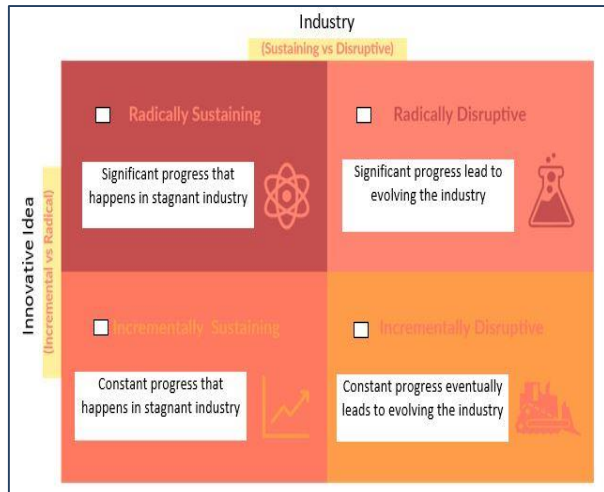 Industry
(Sustaining vs Disruptive)
Innovative Idea
(Incremental vs Radical)
Radically Sustaining
Significant progress that
happens in stagnant industry
Radically Disruptive
Significant progress lead to
evolving the industry
Incrementally Sustaining
Constant progress that
happens in stagnant industry
Incrementally Disruptive
Constant progress eventually
leads to evolving the industry